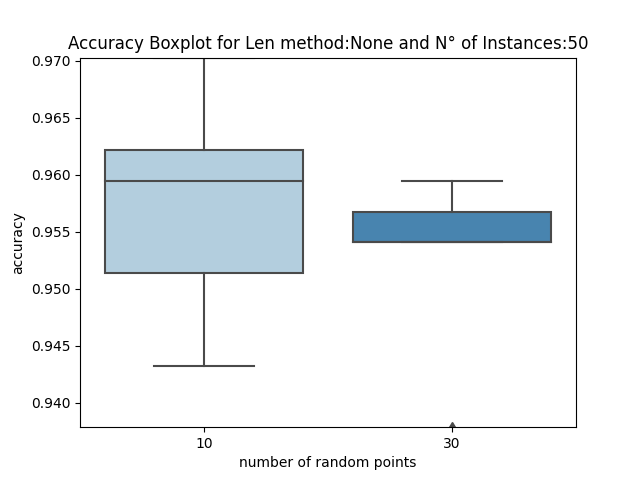 Accuracy Boxplot for Len method:None and N° of Instances:50
0.970
0.965
0.960
0.955
0.950
0.945
0.940
accuracy
10 30
number of random points